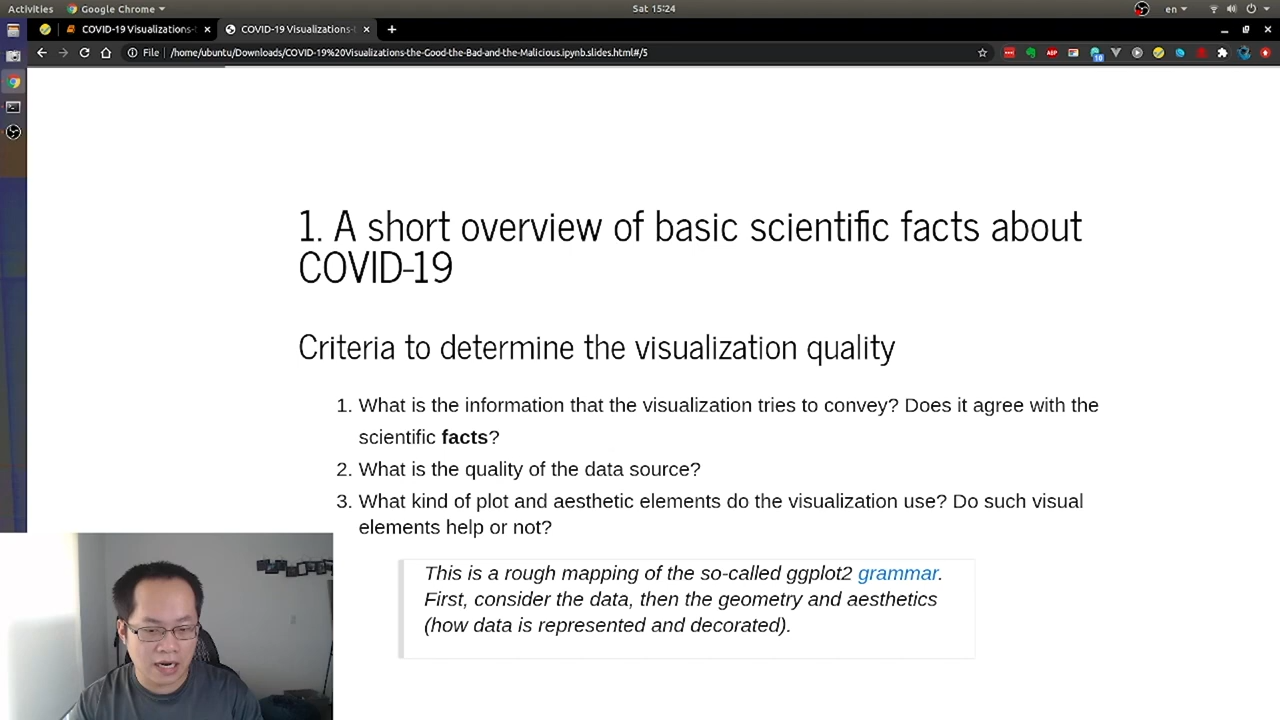 Activities
Google Chrome
Sat 15:24
en
COVID-19 Visualizations-
COVID-19 Visualizations-
File
/home/ubuntu/Downloads/COVID-19%20Visualizations-the-Good-the-Bad-and-the-Malicious.ipynb.slides.html#/5
ABP
10
1. A short overview of basic scientific facts about
COVID-19
Criteria to determine the visualization quality
1. What is the information that the visualization tries to convey? Does it agree with the
scientific facts?
2. What is the quality of the data source?
3. What kind of plot and aesthetic elements do the visualization use? Do such visual
elements help or not?
This is a rough mapping of the so-called ggplot2 grammar.
First, consider the data, then the geometry and aesthetics
(how data is represented and decorated).